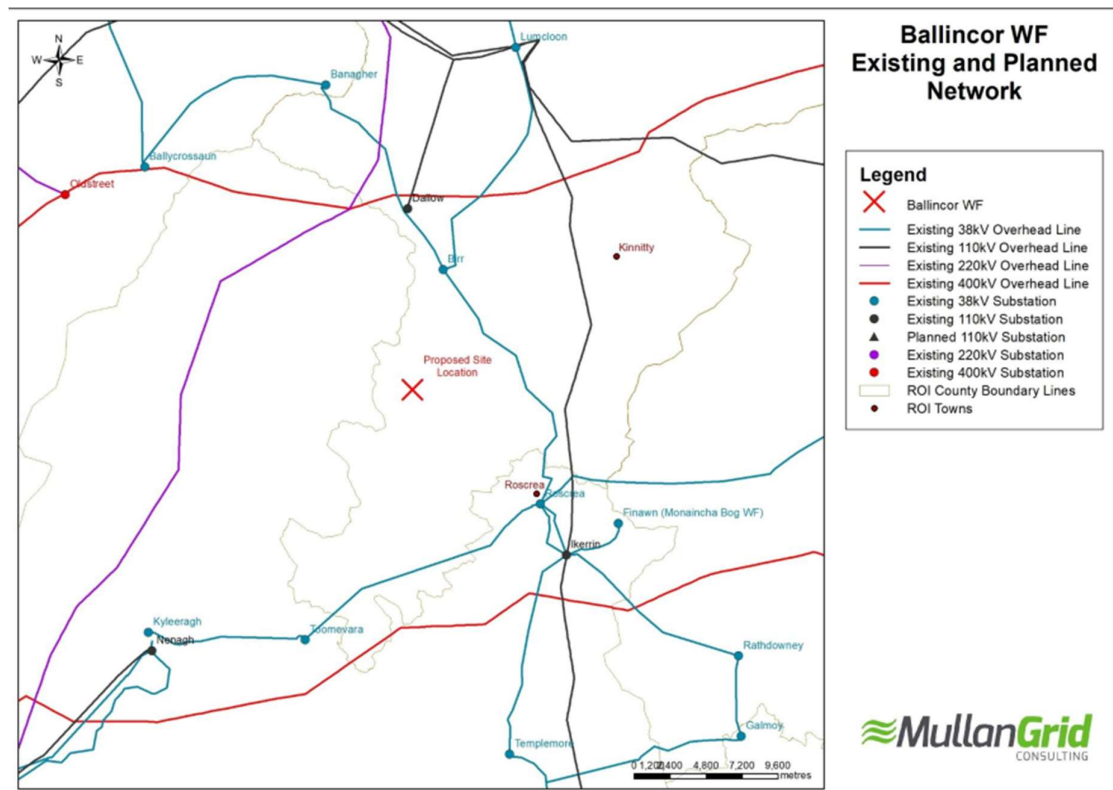 Ballincor WF
Existing and Planned
Network
N
W E
S
Lumcloon
Banagher
Ballycrossaun
Oldstreet
Dallow
Kinnitty
Birr
Proposed Site
Location
Roscrea
Roscrea
Finawn (Monaincha Bog WF)
Ikerrin
Kyleeragh
Nenagh
Toomevara
Rathdowney
Galmoy
Templemore
0 1,200 2,400 4,800 7,200 9,600
metres
Legend
Ballincor WF
Existing 38kV Overhead Line
Existing 110kV Overhead Line
Existing 220kV Overhead Line
Existing 400kV Overhead Line
Existing 38kV Substation
Existing 110kV Substation
Planned 110kV Substation
Existing 220kV Substation
Existing 400kV Substation
ROI County Boundary Lines
ROI Towns
MullanGrid
CONSULTING